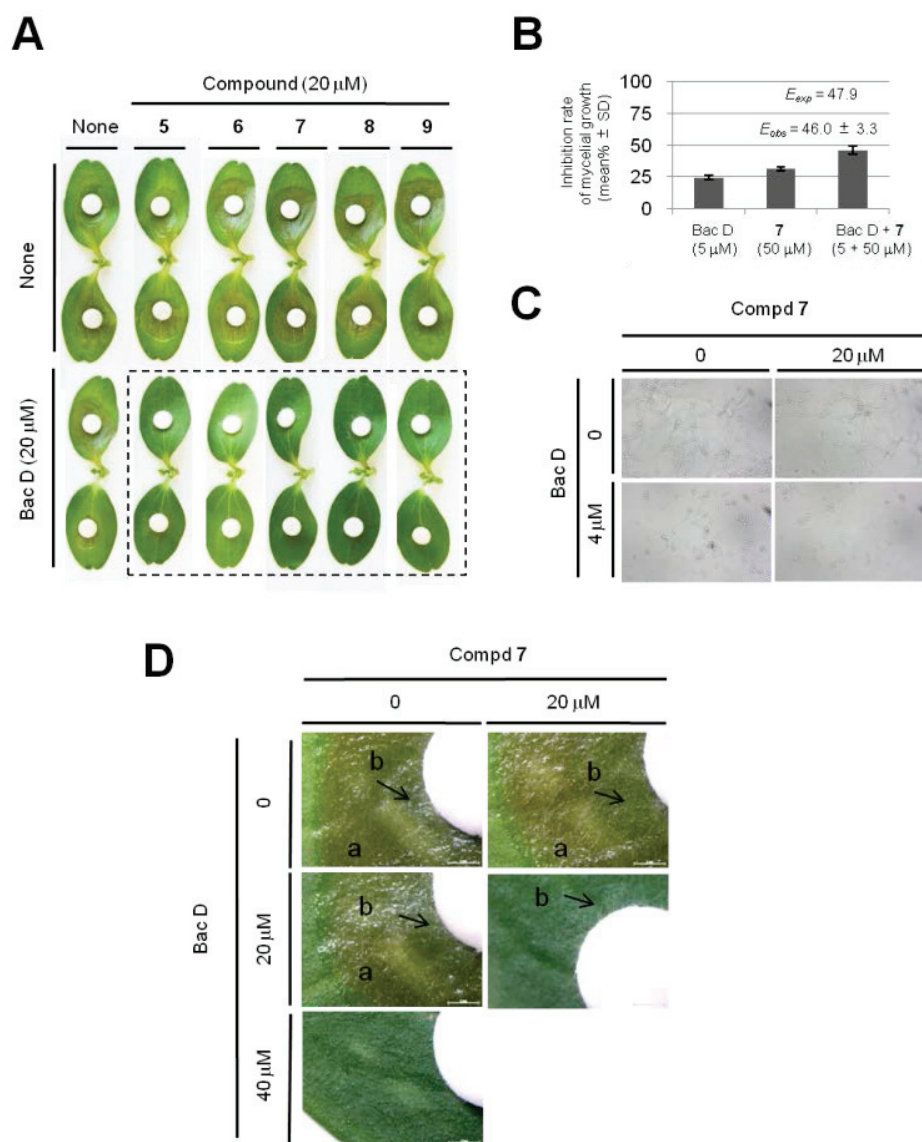 A
Compound (20 μM)
None 5 6 7 8 9
None
Bac D (20 μM)
B
Inhibition rate
of mycelial growth
(mean% ± SD)
100
75
50
25
0
E exp = 47.9
E obs = 46.0 ± 3.3
Bac D 7 Bac D + 7
(5 μM) (50 μM) (5 + 50 μM)
C
Compd 7
0 20 μM
Bac D
0
4 μM
D
Compd 7
0 20 μM
Bac D
0
b
a
b
a
20 μM
b
a
b
40 μM